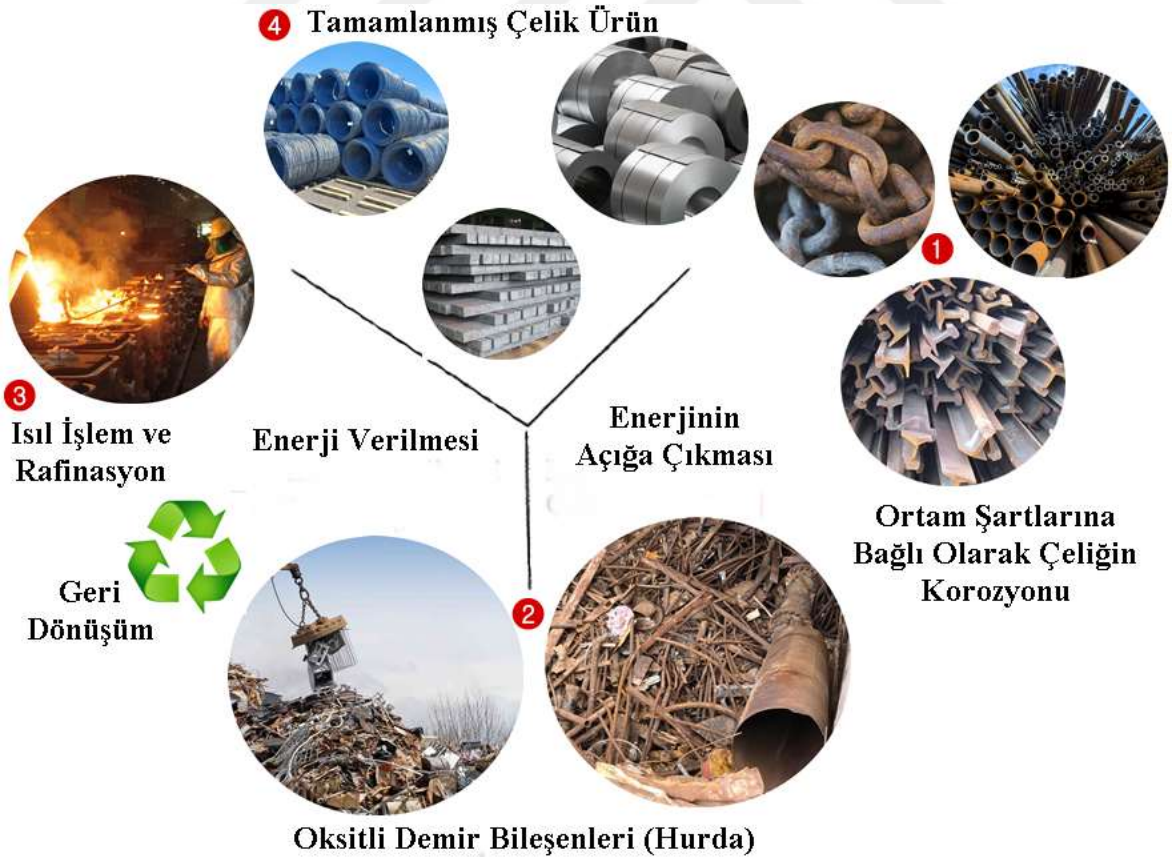 4 Tamamlanmış Çelik Ürün
1
3
Isıl İşlem ve
Rafinasyon
Enerji Verilmesi
Enerjinin
Açığa Çıkması
Ortam Şartlarına
Bağlı Olarak Çeliğin
Korozyonu
Geri
Dönüşüm
2
Oksitli Demir Bileşenleri (Hurda)